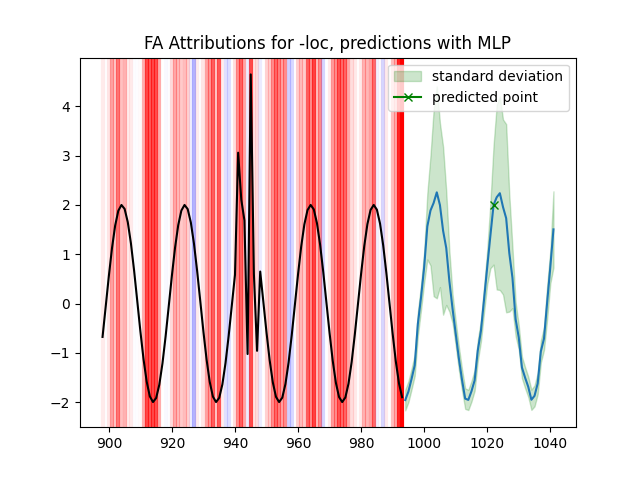 FA Attributions for -loc, predictions with MLP
standard deviation
predicted point
4
3
2
1
0
−1
−2
900 920 940 960 980 1000 1020 1040